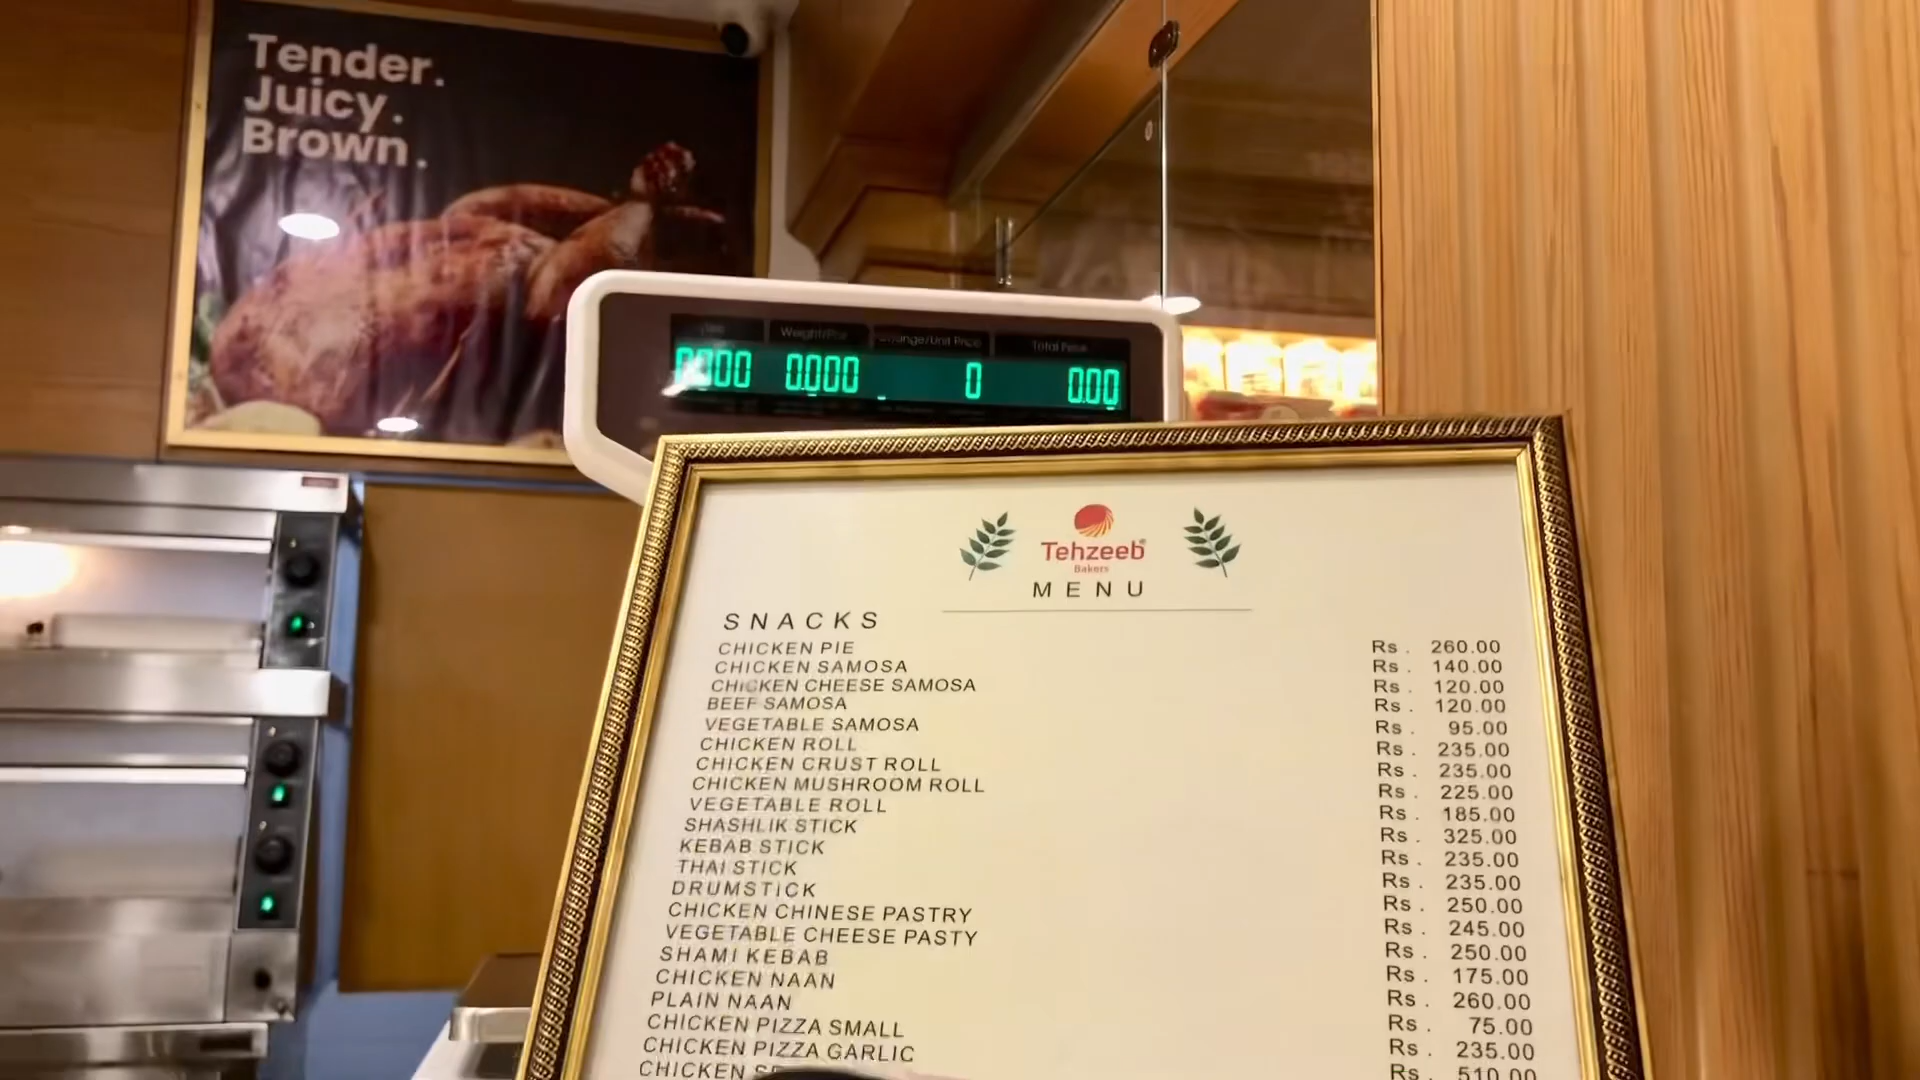 Tender.
Juicy.
Brown.
Weight/
Change/Unit Price
Total Price
0.000
0.000
0
0.00
Tehzeeb®
Bakers
MENU
SNACKS
CHICKEN PIE Rs. 260.00
CHICKEN SAMOSA Rs. 140.00
CHICKEN CHEESE SAMOSA Rs. 120.00
BEEF SAMOSA Rs. 120.00
VEGETABLE SAMOSA Rs. 95.00
CHICKEN ROLL Rs. 235.00
CHICKEN CRUST ROLL Rs. 235.00
CHICKEN MUSHROOM ROLL Rs. 225.00
VEGETABLE ROLL Rs. 185.00
SHASHLIK STICK Rs. 325.00
KEBAB STICK Rs. 235.00
THAI STICK Rs. 235.00
DRUMSTICK Rs. 250.00
CHICKEN CHINESE PASTRY Rs. 245.00
VEGETABLE CHEESE PASTY Rs. 250.00
SHAMI KEBAB Rs. 175.00
CHICKEN NAAN Rs. 260.00
PLAIN NAAN Rs. 75.00
CHICKEN PIZZA SMALL Rs. 235.00
CHICKEN PIZZA GARLIC Rs. 510.00
CHICKEN